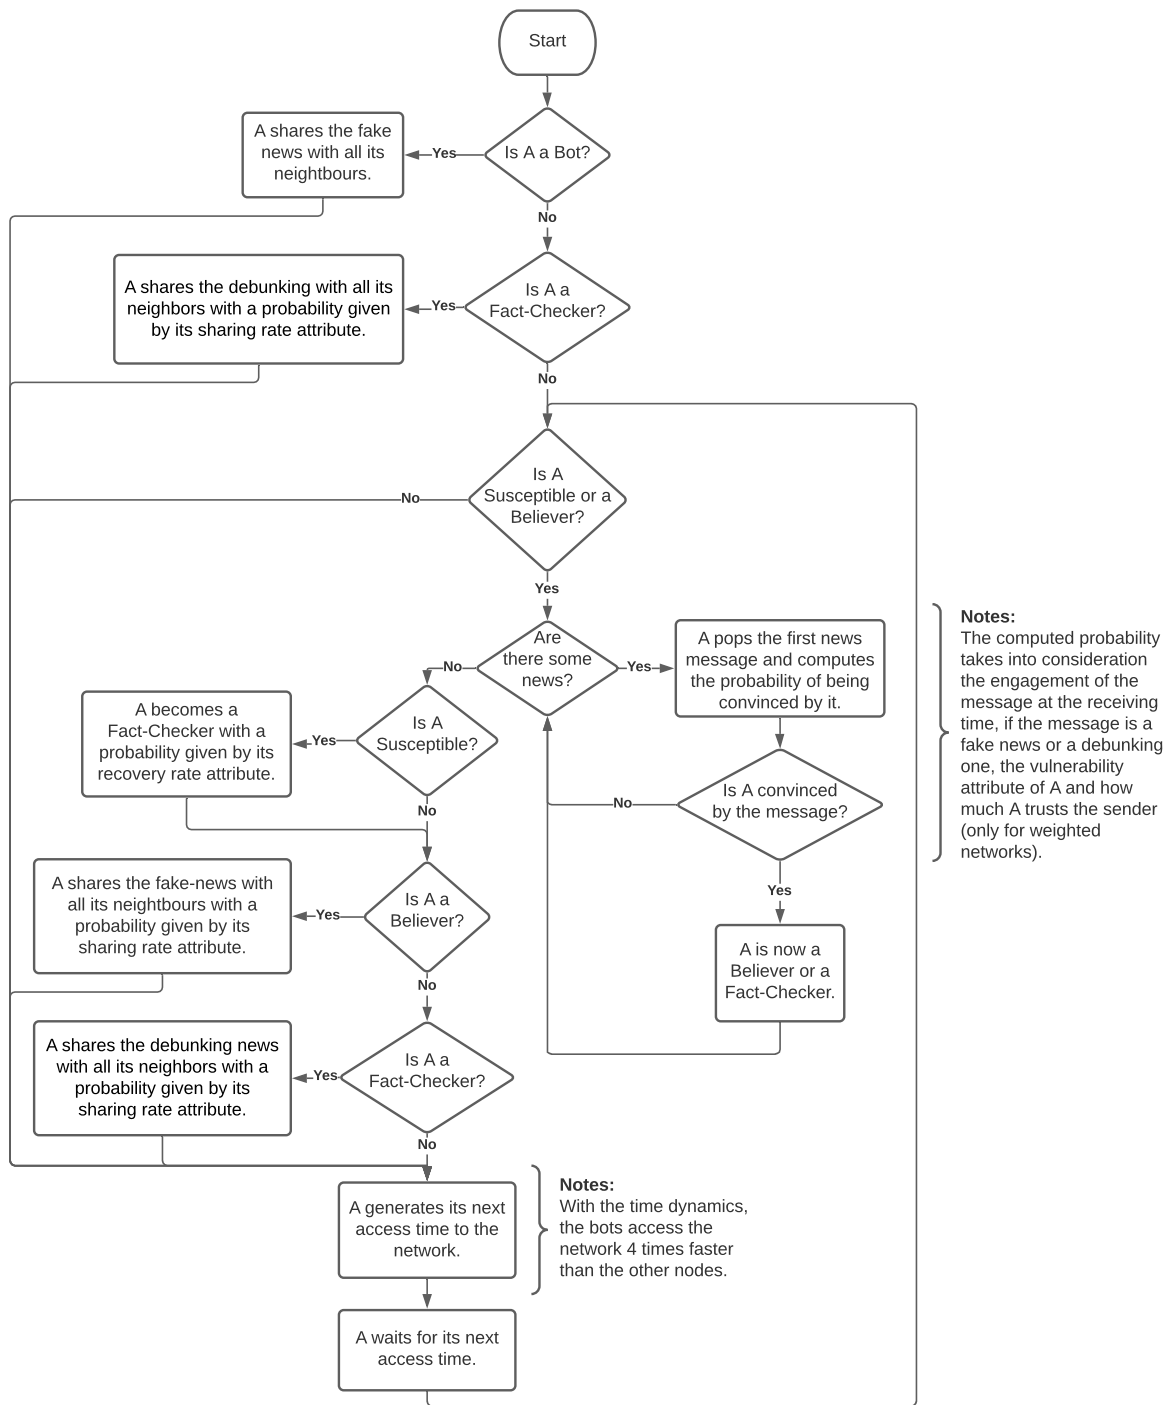 Start
Is A a Bot?
Yes
A shares the fake
news with all its
neightbours.
No
Is A a
Fact-Checker?
Yes
A shares the debunking with all its
neighbors with a probability given
by its sharing rate attribute.
No
Is A
Susceptible or a
Believer?
No
Yes
Are
there some
news?
Yes
A pops the first news
message and computes
the probability of being
convinced by it.
Notes:
The computed probability
takes into consideration
the engagement of the
message at the receiving
time, if the message is a
fake news or a debunking
one, the vulnerability
attribute of A and how
much A trusts the sender
(only for weighted
networks).
Is A convinced
by the message?
No
Yes
A is now a
Believer or a
Fact-Checker.
No
Is A
Susceptible?
Yes
A becomes a
Fact-Checker with a
probability given by its
recovery rate attribute.
No
Is A a
Believer?
Yes
A shares the fake-news with
all its neightbours with a
probability given by its
sharing rate attribute.
No
Is A a
Fact-Checker?
Yes
A shares the debunking news
with all its neighbors with a
probability given by its
sharing rate attribute.
No
A generates its next
access time to the
network.
Notes:
With the time dynamics,
the bots access the
network 4 times faster
than the other nodes.
A waits for its next
access time.